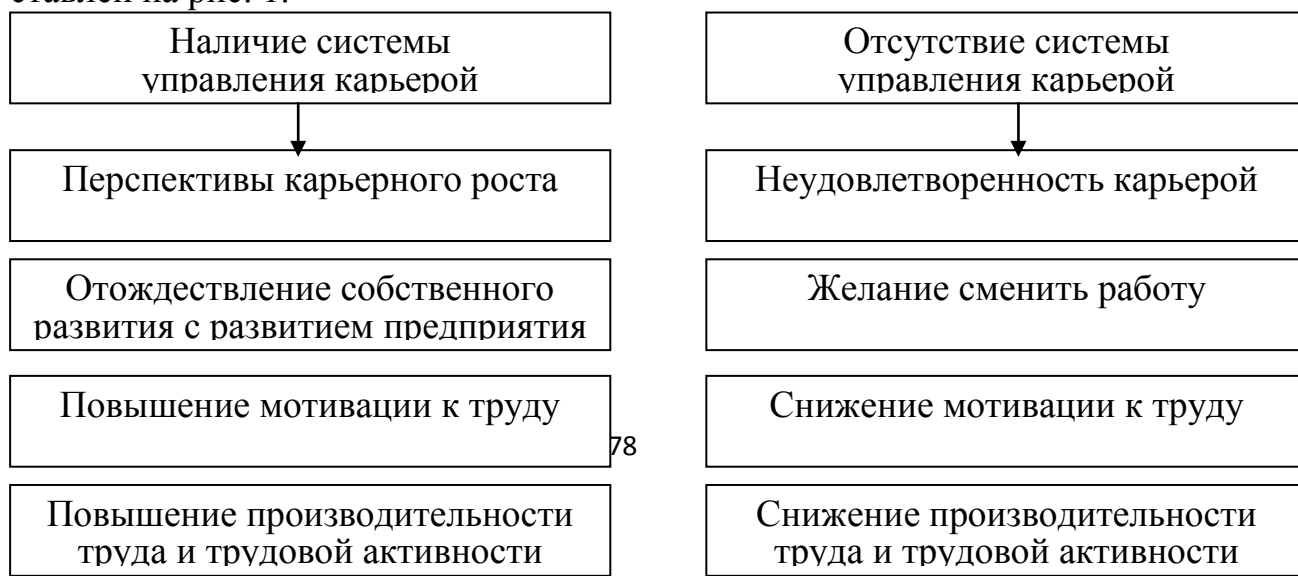 ставлен на рис. 1.
Наличие системы
управления карьерой
Перспективы карьерного роста
Отождествление собственного
развития с развитием предприятия
Повышение мотивации к труду
78
Повышение производительности
труда и трудовой активности
Отсутствие системы
управления карьерой
Неудовлетворенность карьерой
Желание сменить работу
Снижение мотивации к труду
Снижение производительности
труда и трудовой активности